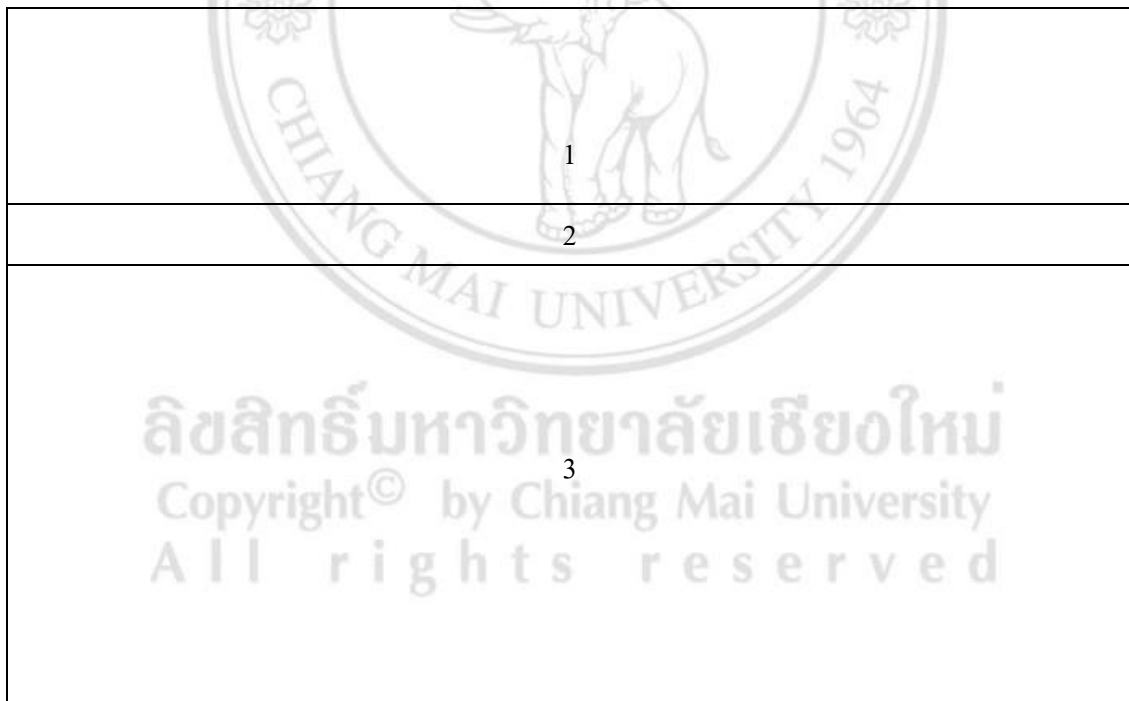 1
2
CHIANG MAI UNIVERSITY 1964
3
ลิขสิทธิ์มหาวิทยาลัยเชียงใหม่
Copyright© by Chiang Mai University
All rights reserved